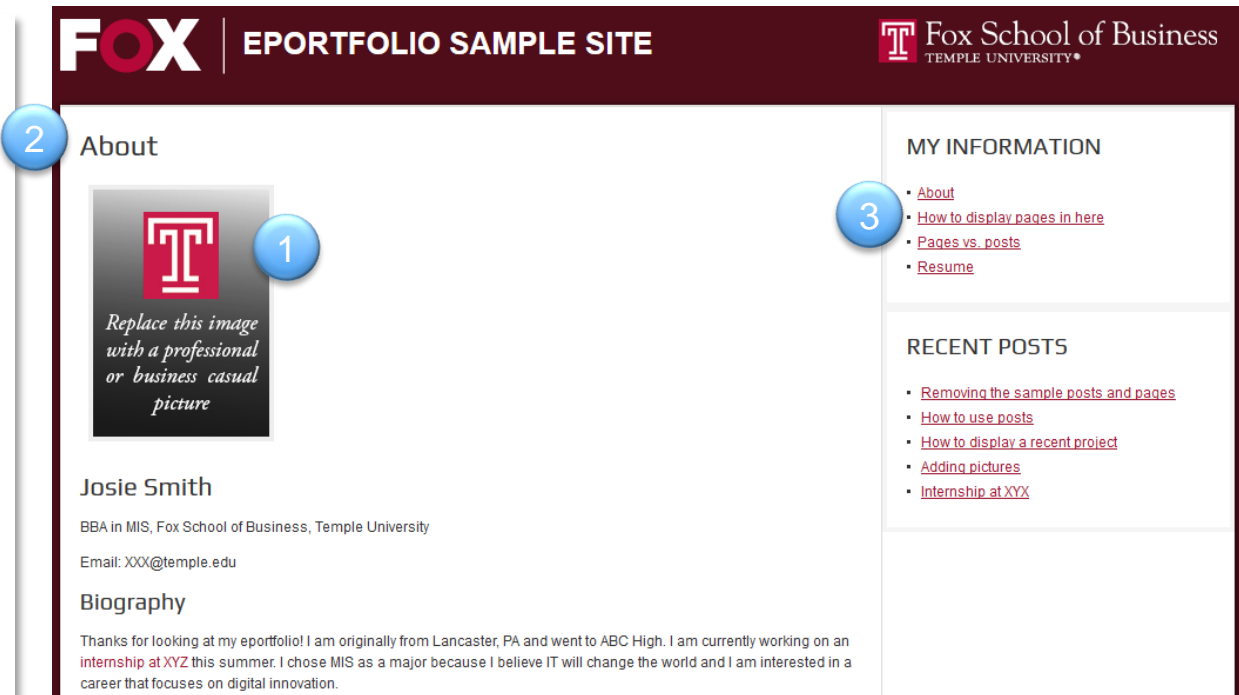 FOX
EPORTFOLIO SAMPLE SITE
T Fox School of Business
TEMPLE UNIVERSITY®
2
About
T
1
Replace this image
with a professional
or business casual
picture
Josie Smith
BBA in MIS, Fox School of Business, Temple University
Email: XXX@temple.edu
Biography
Thanks for looking at my eportfolio! I am originally from Lancaster, PA and went to ABC High. I am currently working on an
internship at XYZ this summer. I chose MIS as a major because I believe IT will change the world and I am interested in a
career that focuses on digital innovation.
MY INFORMATION
3
▪ About
▪ How to display pages in here
▪ Pages vs. posts
▪ Resume
RECENT POSTS
▪ Removing the sample posts and pages
▪ How to use posts
▪ How to display a recent project
▪ Adding pictures
▪ Internship at XYX